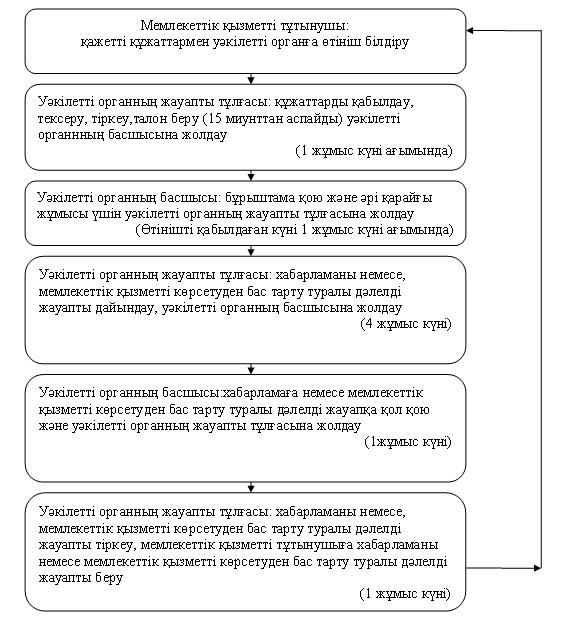 Мемлекеттік қызметті тұтынушы:
қажетті құжаттармен уәкілетті органға өтініш білдіру
Уәкілетті органның жауапты тұлғасы: құжаттарды қабылдау,
тексеру, тіркеу,талон беру (15 миунттан аспайды) уәкілетті
органнның басшысына жолдау
(1 жұмыс күні ағымында)
Уәкілетті органның басшысы: бұрыштама қою және әрі қарайғы
жұмысы үшін уәкілетті органның жауапты тұлғасына жолдау
(Өтінішті қабылдаған күні 1 жұмыс күні ағымында)
Уәкілетті органның жауапты тұлғасы: хабарламаны немесе,
мемлекеттік қызметті көрсетуден бас тарту туралы дәлелді
жауапты дайындау, уәкілетті органның басшысына жолдау
(4 жұмыс күні)
Уәкілетті органның басшысы:хабарламаға немесе мемлекеттік
қызметті көрсетуден бас тарту туралы дәлелді жауапқа қол қою
және уәкілетті органның жауапты тұлғасына жолдау
(1жұмыс күні)
Уәкілетті органның жауапты тұлғасы: хабарламаны немесе,
мемлекеттік қызметті көрсетуден бас тарту туралы дәлелді
жауапты тіркеу, мемлекеттік қызметті тұтынушыға хабарламаны
немесе мемлекеттік қызметті көрсетуден бас тарту туралы дәлелді
жауапты беру
(1 жұмыс күні)